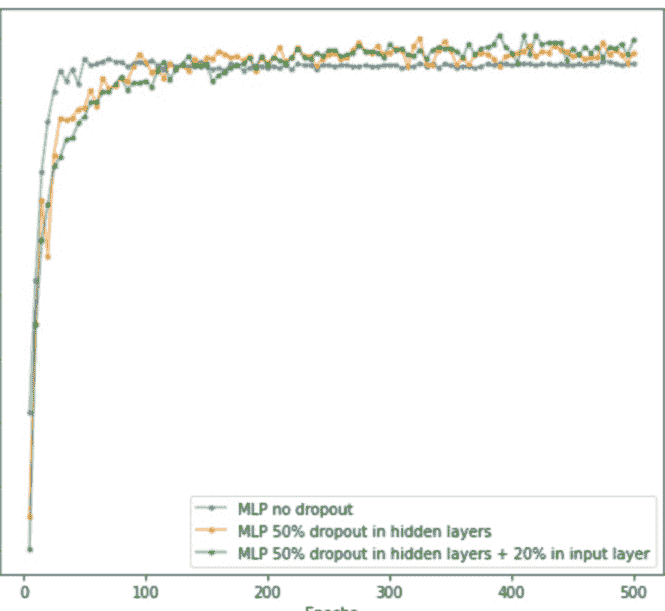 MLP no dropout
MLP 50% dropout in hidden layers
MLP 50% dropout in hidden layers + 20% in input layer
0 100 200 300 400 500